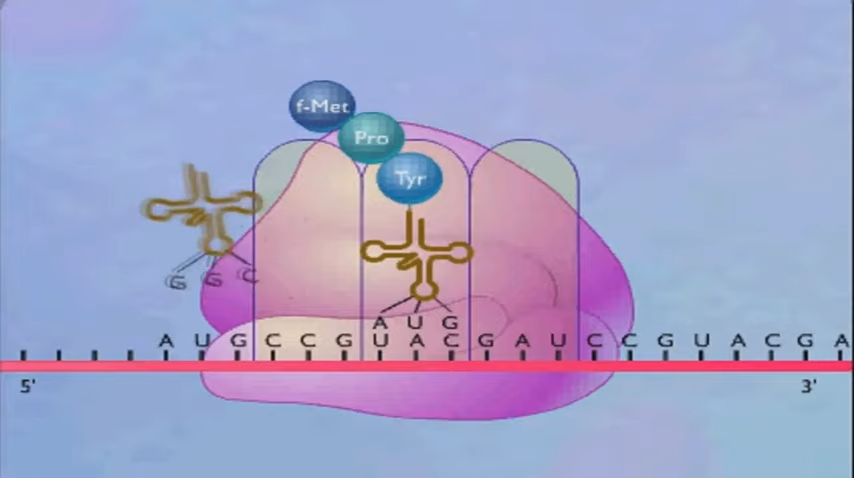 f-Met
Pro
Tyr
G G C
A U G
A U G C C G U A C G A U C C G U A C G A
5' 3'